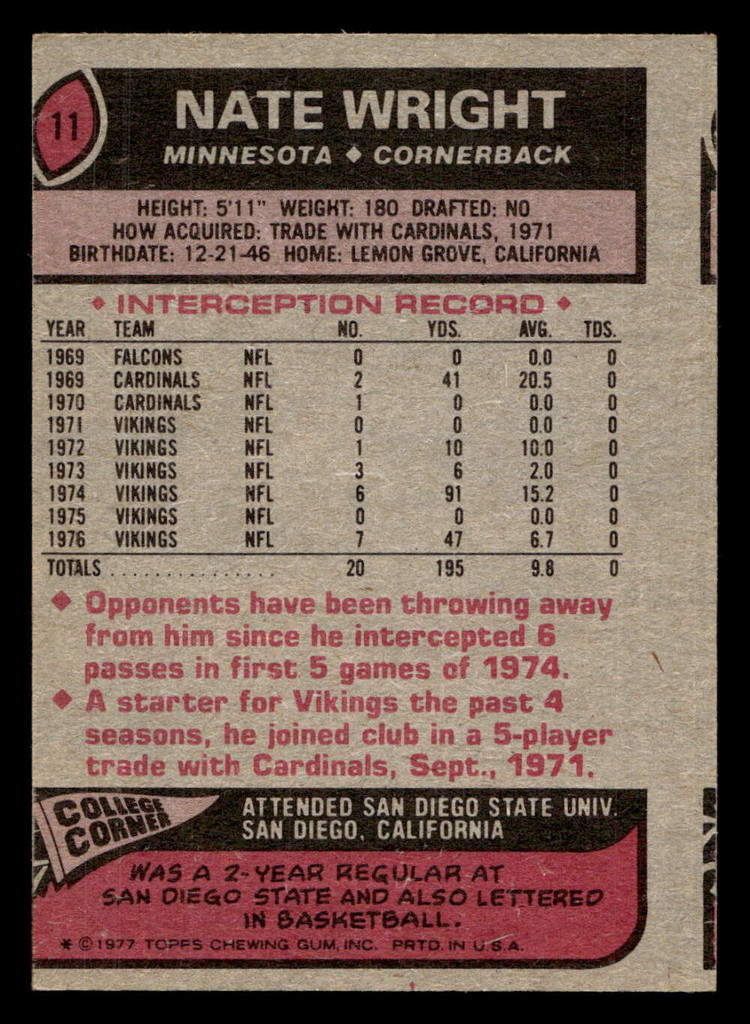 11
NATE WRIGHT
MINNESOTA ◆ CORNERBACK
HEIGHT: 5'11" WEIGHT: 180 DRAFTED: NO
HOW ACQUIRED: TRADE WITH CARDINALS, 1971
BIRTHDATE: 12-21-46 HOME: LEMON GROVE, CALIFORNIA
◆ INTERCEPTION RECORD ◆
YEAR TEAM NO. YDS. AVG. TDS.
1969 FALCONS NFL 0 0 0.0 0
1969 CARDINALS NFL 2 41 20.5 0
1970 CARDINALS NFL 1 0 0.0 0
1971 VIKINGS NFL 0 0 0.0 0
1972 VIKINGS NFL 1 10 10.0 0
1973 VIKINGS NFL 3 6 2.0 0
1974 VIKINGS NFL 6 91 15.2 0
1975 VIKINGS NFL 0 0 0.0 0
1976 VIKINGS NFL 7 47 6.7 0
TOTALS ................ 20 195 9.8 0
◆ Opponents have been throwing away
from him since he intercepted 6
passes in first 5 games of 1974.
◆ A starter for Vikings the past 4
seasons, he joined club in a 5-player
trade with Cardinals, Sept., 1971.
COLLEGE
CORNER
ATTENDED SAN DIEGO STATE UNIV.
SAN DIEGO, CALIFORNIA
WAS A 2-YEAR REGULAR AT
SAN DIEGO STATE AND ALSO LETTERED
IN BASKETBALL.
* © 1977 TOPPS CHEWING GUM, INC. PRTD. IN U.S.A.